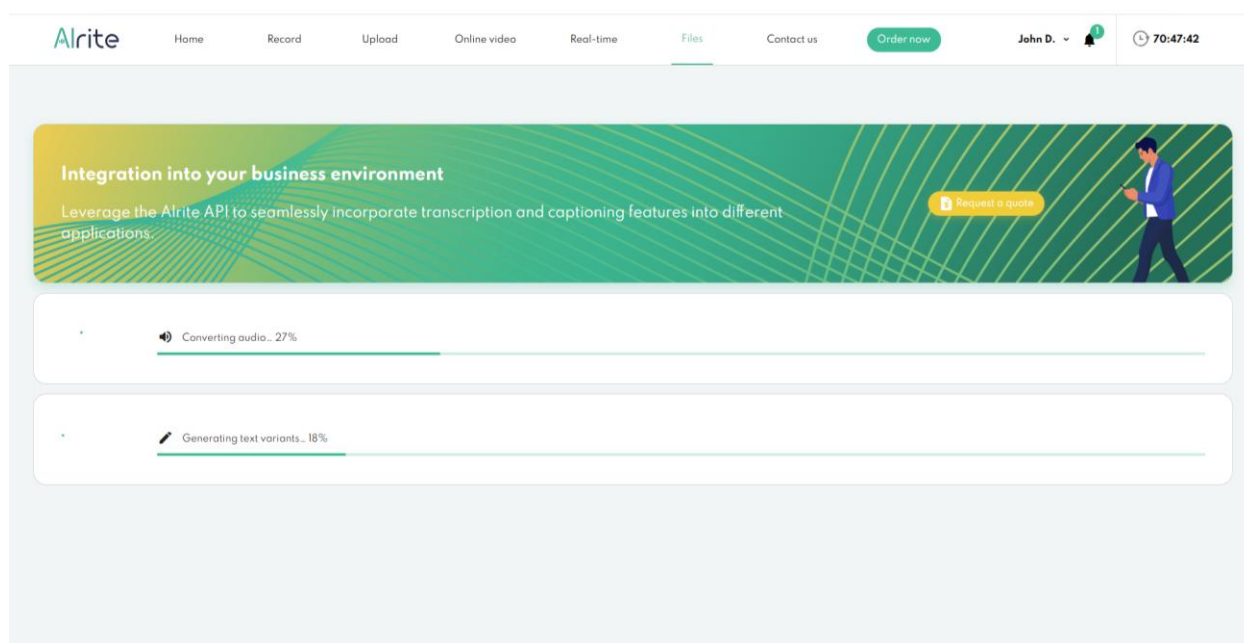 Alrite
Home
Record
Upload
Online video
Real-time
Files
Contact us
Order now
John D.
1
70:47:42
Integration into your business environment
Leverage the Alrite API to seamlessly incorporate transcription and captioning features into different
applications.
Request a quote
Converting audio... 27%
Generating text variants... 18%